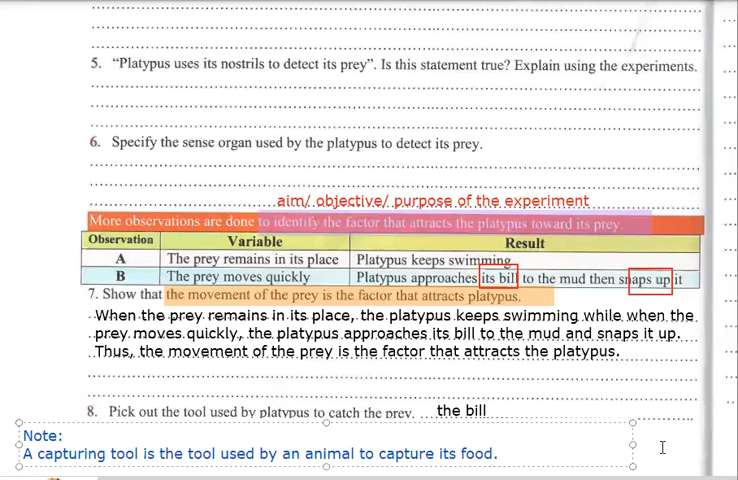 5. “Platypus uses its nostrils to detect its prey”. Is this statement true? Explain using the experiments.
6. Specify the sense organ used by the platypus to detect its prey.
aim/ objective/ purpose of the experiment
More observations are done to identify the factor that attracts the platypus toward its prey.
Observation Variable Result
A The prey remains in its place Platypus keeps swimming
B The prey moves quickly Platypus approaches its bill to the mud then snaps up it
7. Show that the movement of the prey is the factor that attracts platypus.
When the prey remains in its place, the platypus keeps swimming while when the
prey moves quickly, the platypus approaches its bill to the mud and snaps it up.
Thus, the movement of the prey is the factor that attracts the platypus.
8. Pick out the tool used by platypus to catch the prey. the bill
Note:
A capturing tool is the tool used by an animal to capture its food.